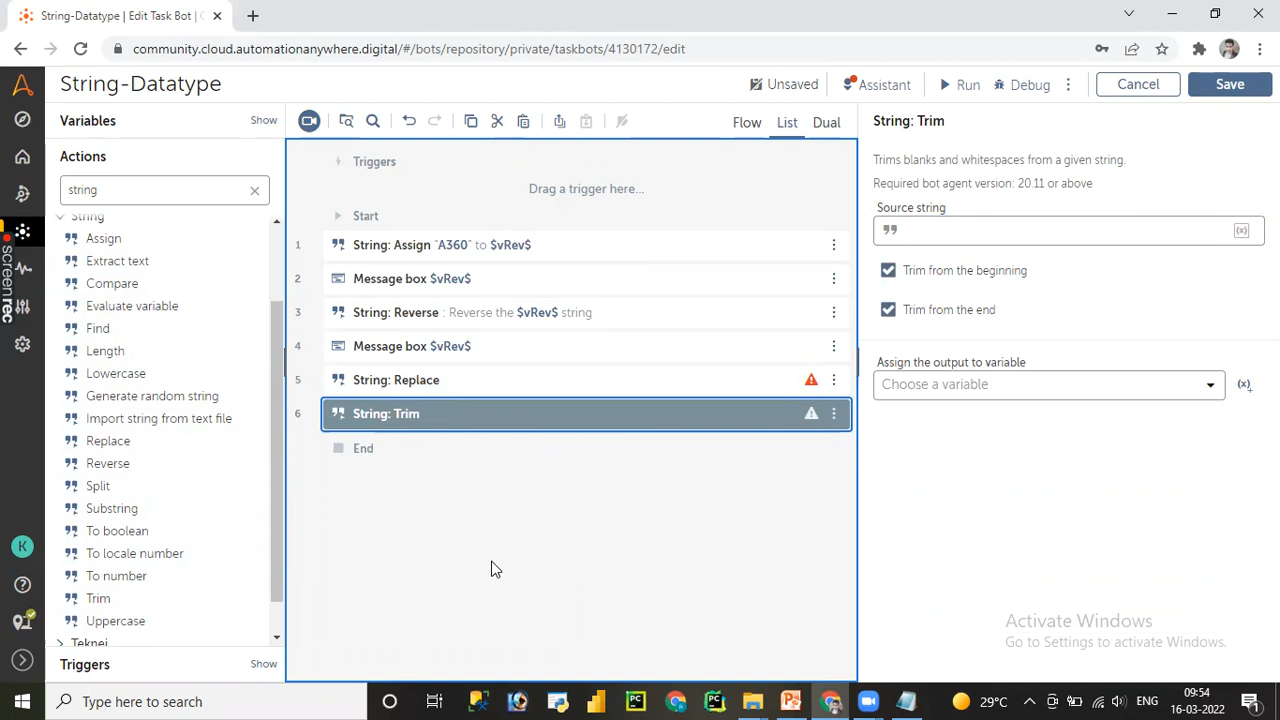 String-Datatype | Edit Task Bot | C
community.cloud.automationanywhere.digital/#/bots/repository/private/taskbots/4130172/edit
String-Datatype
Unsaved
Assistant
Run
Debug
Cancel
Save
Variables
Show
Flow
List
Dual
String: Trim
Actions
string
String
Assign
Extract text
Compare
Evaluate variable
Find
Length
Lowercase
Generate random string
Import string from text file
Replace
Reverse
Split
Substring
To boolean
To locale number
To number
Trim
Uppercase
Teknei
Triggers
Show
Triggers
Drag a trigger here...
Start
1 String: Assign "A360" to $vRev$
2 Message box $vRev$
3 String: Reverse : Reverse the $vRev$ string
4 Message box $vRev$
5 String: Replace
6 String: Trim
End
Trims blanks and whitespaces from a given string.
Required bot agent version: 20.11 or above
Source string
(x)
Trim from the beginning
Trim from the end
Assign the output to variable
Choose a variable
(x)
Activate Windows
Go to Settings to activate Windows.
screenrec
K
Type here to search
PC
PC
29°C
ENG
09:54
16-03-2022
1